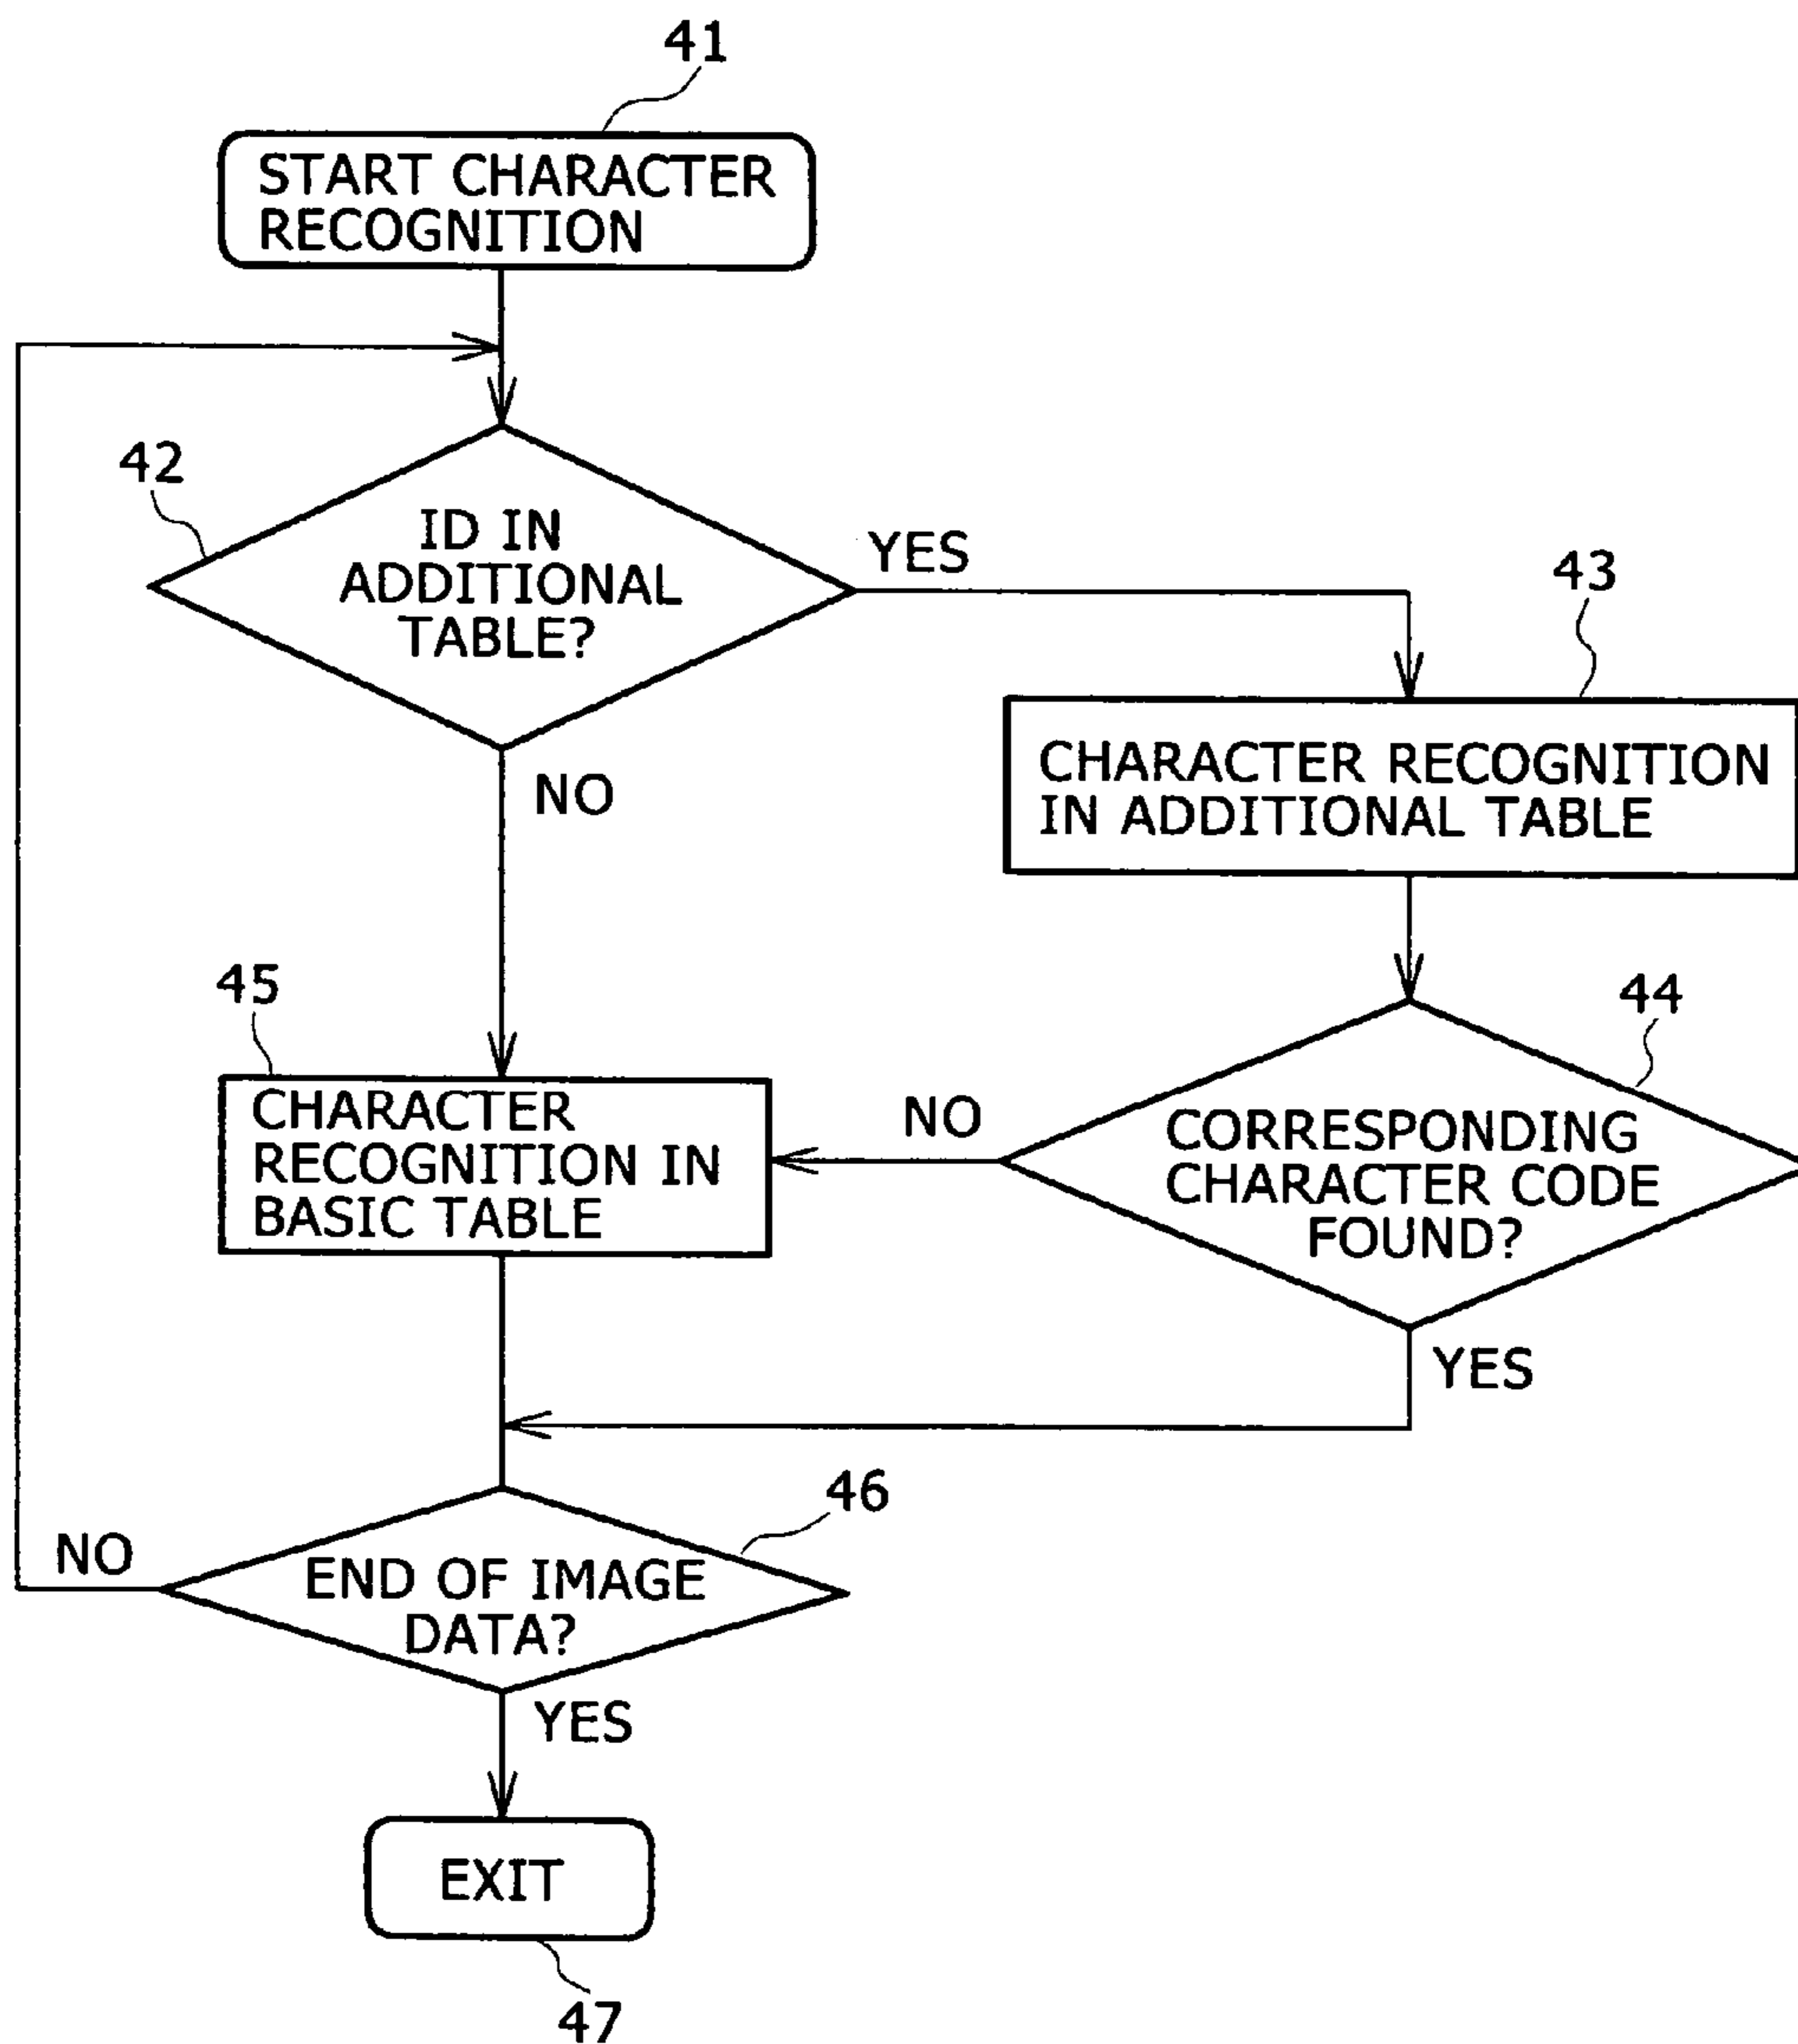 41
START CHARACTER
RECOGNITION
42
ID IN
ADDITIONAL
TABLE?
YES
NO
43
CHARACTER RECOGNITION
IN ADDITIONAL TABLE
44
CORRESPONDING
CHARACTER CODE
FOUND?
NO
YES
45
CHARACTER
RECOGNITION IN
BASIC TABLE
46
END OF IMAGE
DATA?
NO
YES
EXIT
47